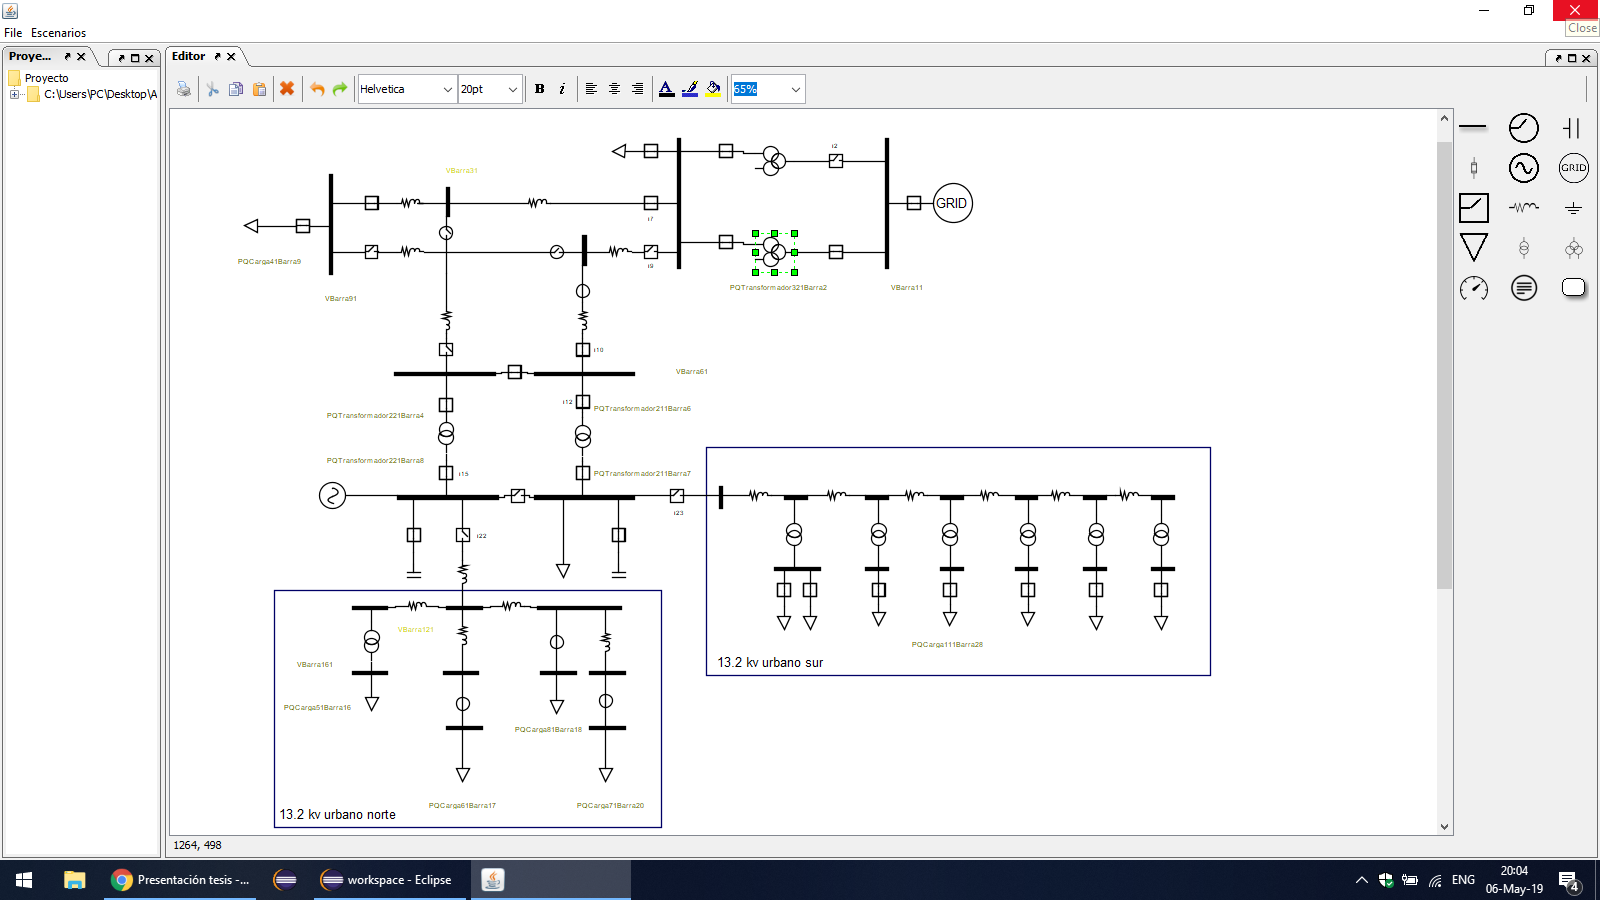 Close
File Escenarios
Proye...
Editor
Proyecto
C:\Users\PC\Desktop\A
Helvetica
20pt
B
i
A
65%
GRID
i2
VBarra31
i7
GRID
PQCarga41Barra9
i9
VBarra91
PQTransformador321Barra2
VBarra11
i10
VBarra61
i12
PQTransformador221Barra4
PQTransformador211Barra6
PQTransformador221Barra8
i15
PQTransformador211Barra7
i23
i22
VBarra121
PQCarga111Barra28
VBarra161
13.2 kv urbano sur
PQCarga51Barra16
PQCarga81Barra18
PQCarga61Barra17
PQCarga71Barra20
13.2 kv urbano norte
1264, 498
Presentación tesis -...
workspace - Eclipse
ENG
20:04
06-May-19
4